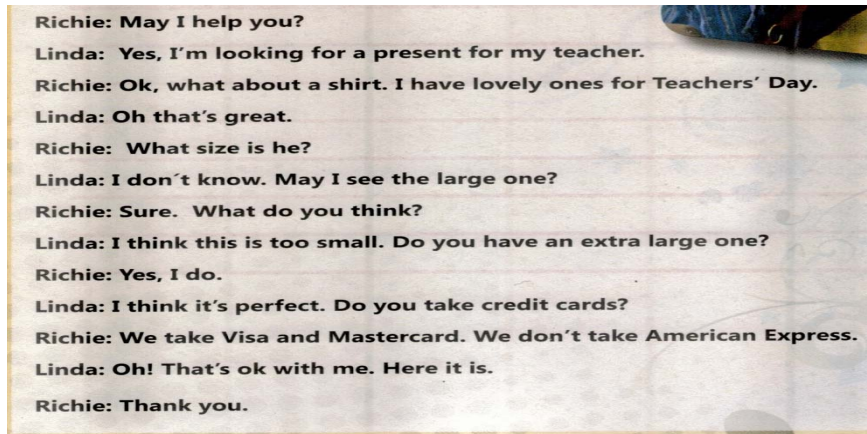 Richie: May I help you?
Linda: Yes, I'm looking for a present for my teacher.
Richie: Ok, what about a shirt. I have lovely ones for Teachers' Day.
Linda: Oh that's great.
Richie: What size is he?
Linda: I don´t know. May I see the large one?
Richie: Sure. What do you think?
Linda: I think this is too small. Do you have an extra large one?
Richie: Yes, I do.
Linda: I think it's perfect. Do you take credit cards?
Richie: We take Visa and Mastercard. We don't take American Express.
Linda: Oh! That's ok with me. Here it is.
Richie: Thank you.